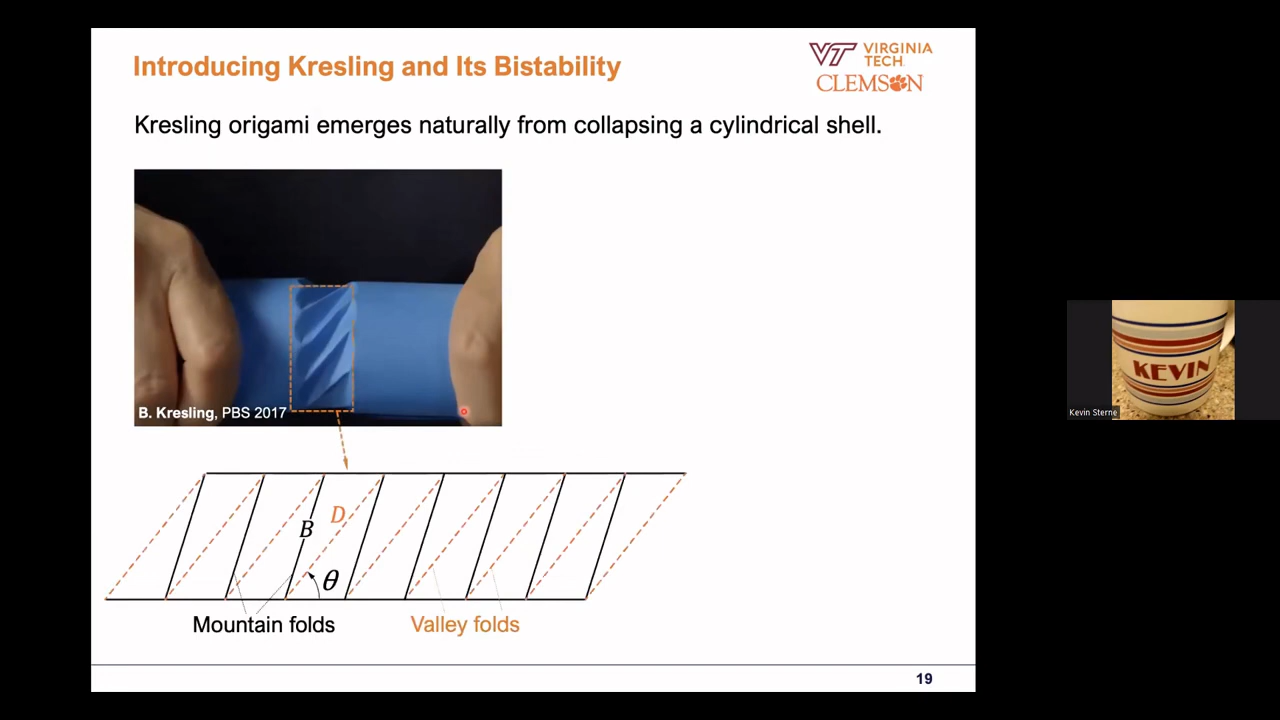 Introducing Kresling and Its Bistability
VT VIRGINIA
TECH
CLEMSON
Kresling origami emerges naturally from collapsing a cylindrical shell.
B. Kresling, PBS 2017
D
B
θ
Mountain folds
Valley folds
19
KEVIN
Kevin Sterne